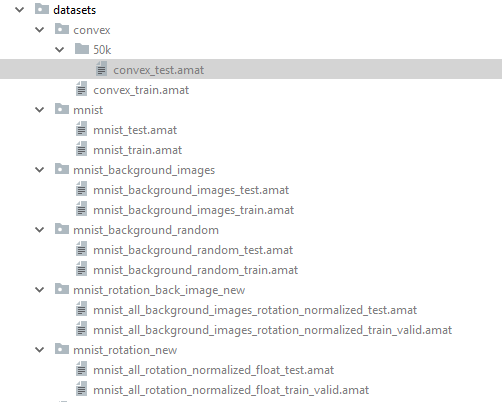 datasets
convex
50k
convex_test.amat
convex_train.amat
mnist
mnist_test.amat
mnist_train.amat
mnist_background_images
mnist_background_images_test.amat
mnist_background_images_train.amat
mnist_background_random
mnist_background_random_test.amat
mnist_background_random_train.amat
mnist_rotation_back_image_new
mnist_all_background_images_rotation_normalized_test.amat
mnist_all_background_images_rotation_normalized_train_valid.amat
mnist_rotation_new
mnist_all_rotation_normalized_float_test.amat
mnist_all_rotation_normalized_float_train_valid.amat